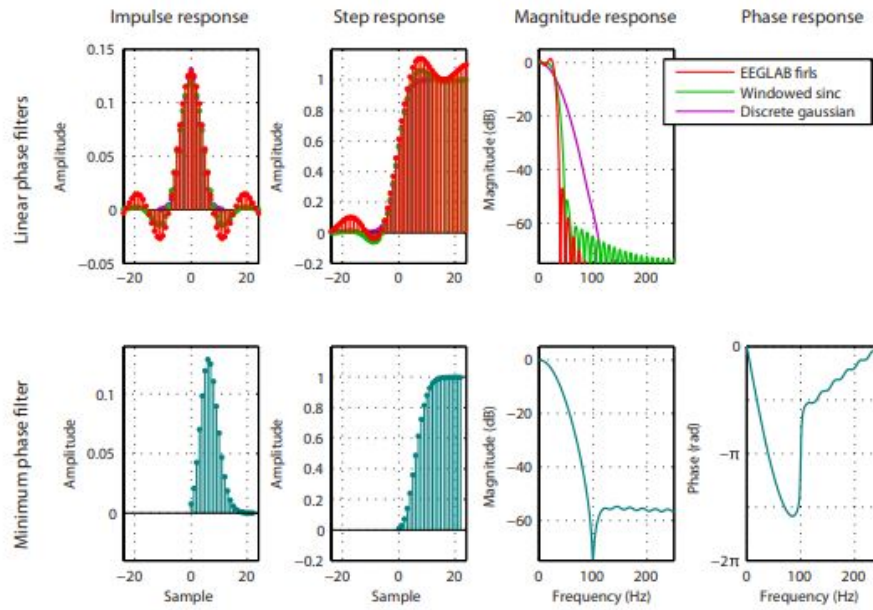 Impulse response
Step response
Magnitude response
Phase response
Linear phase filters
Amplitude
0.15
0.1
0.05
0
−0.05
−20
0
20
Amplitude
1
0.8
0.6
0.4
0.2
0
−0.2
−20
0
20
Magnitude (dB)
0
−20
−40
−60
0
100
200
EEGLAB firls
Windowed sinc
Discrete gaussian
Minimum phase filter
Amplitude
0.1
0.05
0
−20
0
20
Sample
Amplitude
1
0.8
0.6
0.4
0.2
0
−0.2
−20
0
20
Sample
Magnitude (dB)
0
−20
−40
−60
0
100
200
Frequency (Hz)
Phase (rad)
0
−π
−2π
0
100
200
Frequency (Hz)